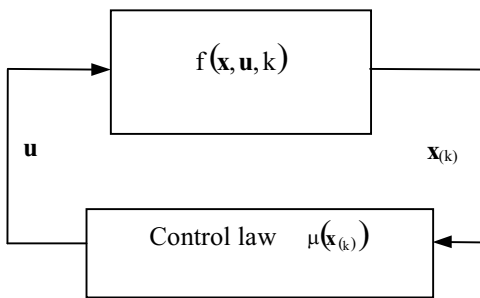 f(x, u, k)
u
x(k)
Control law μ(x(k))